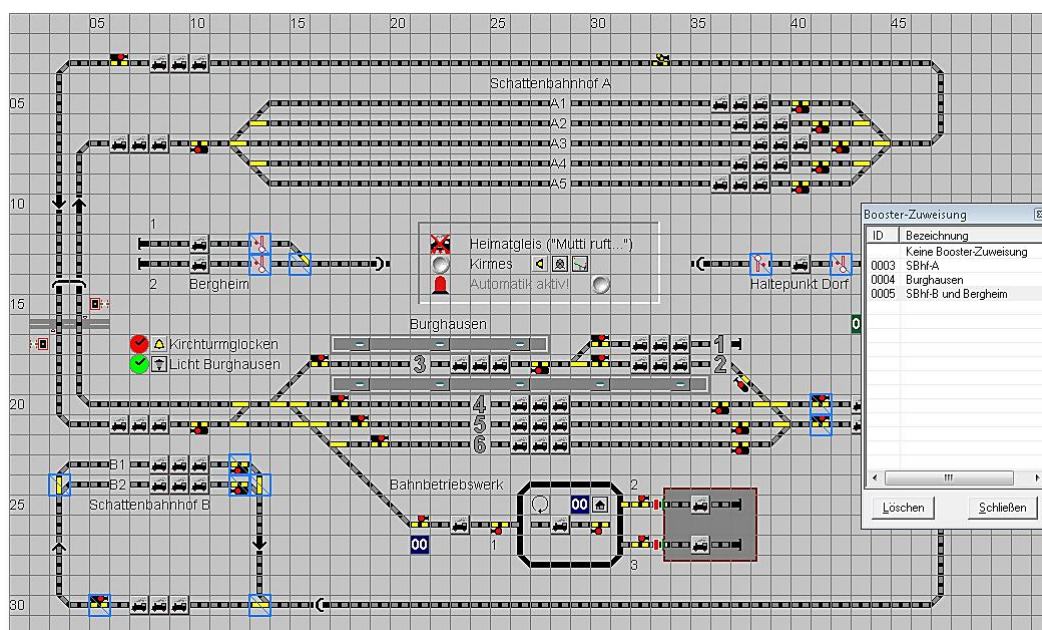 05 10 15 20 25 30 35 40 45
Schattenbahnhof A
05
A1
A2
A3
A4
A5
10
1
2
Bergheim
Heimatgleis ("Mutti ruft...")
Kirmes
Automatik aktiv!
Haltepunkt Dorf
Booster-Zuweisung
ID Bezeichnung
Keine Booster-Zuweisung
0003 SBhf-A
0004 Burghausen
0005 SBhf-B und Bergheim
Löschen Schließen
15
Burghausen
0
Kirchturmglocken
Licht Burghausen
1
3 2
20
4
5
6
B1
B2
Schattenbahnhof B
Bahnbetriebswerk
25
2
00
00
1
3
30